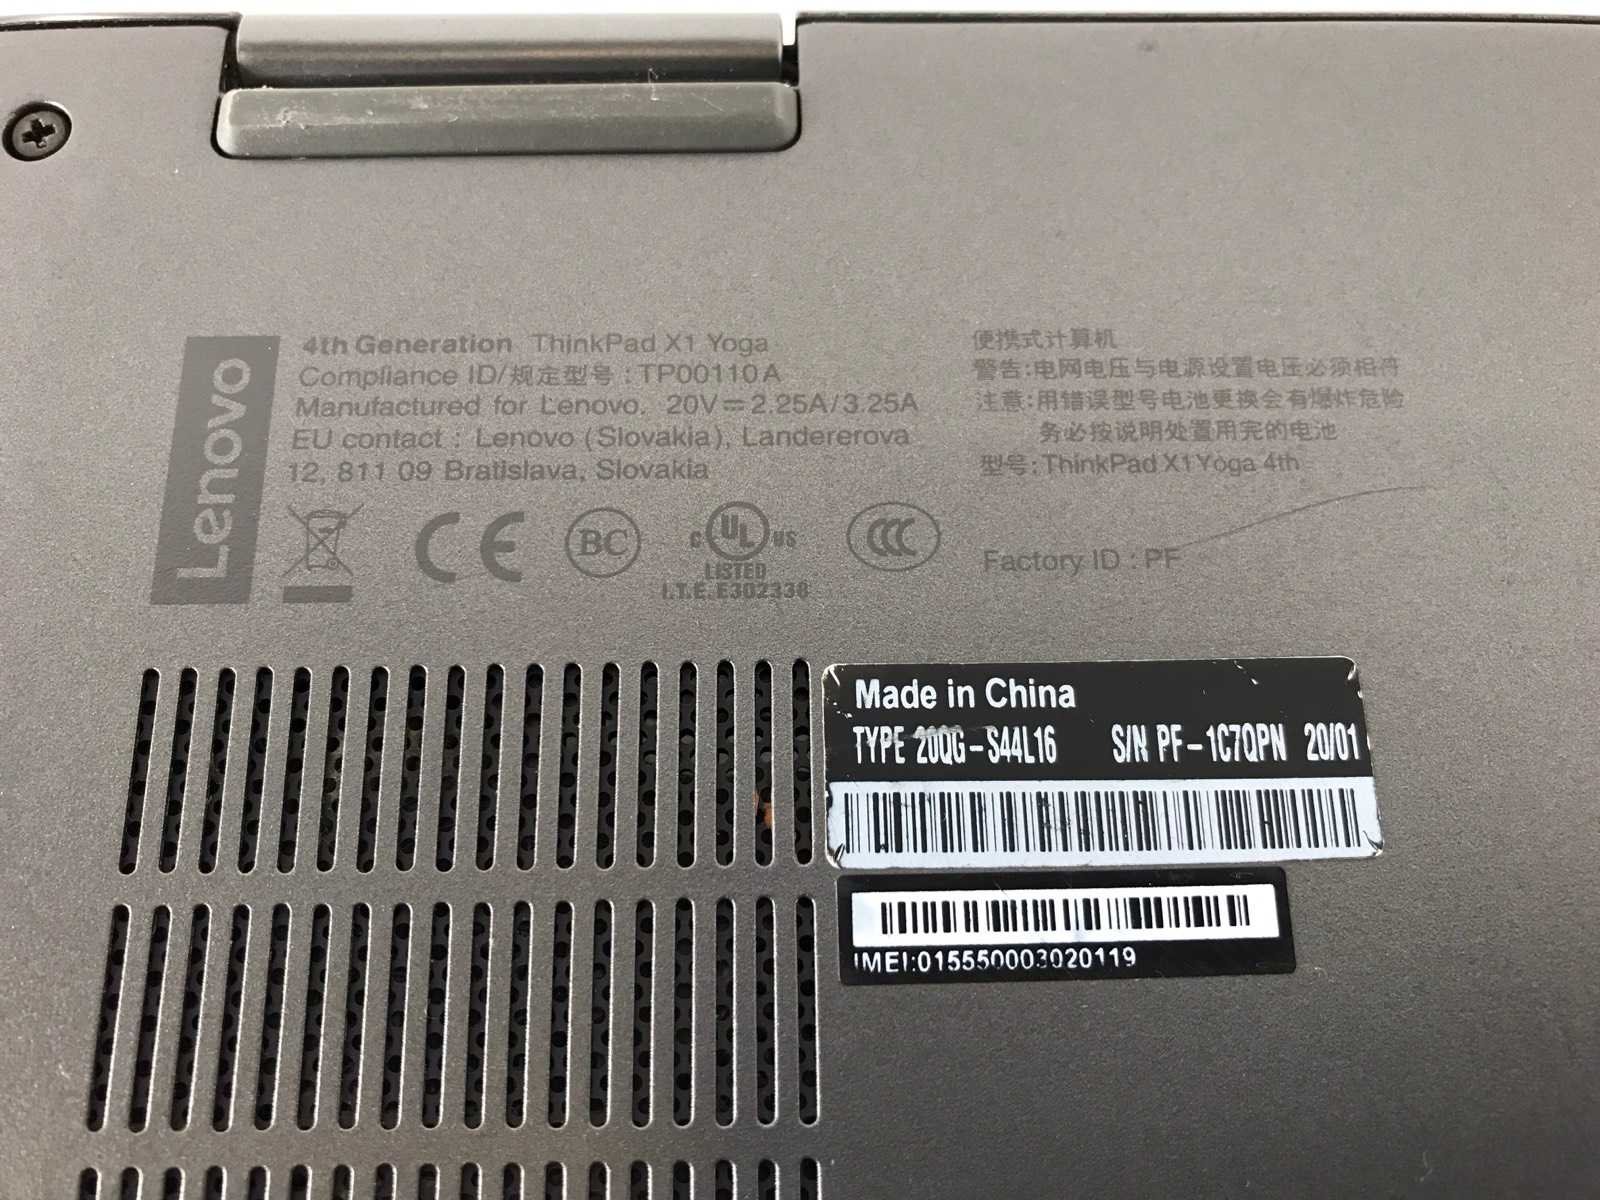 Lenovo
4th Generation ThinkPad X1 Yoga
Compliance ID/规定型号 : TP00110A
Manufactured for Lenovo. 20V⎓2.25A/3.25A
EU contact : Lenovo (Slovakia), Landererova
12, 811 09 Bratislava, Slovakia
CE
BC
c UL us
LISTED
I.T.E. E302338
CCC
便携式计算机
警告:电网电压与电源设置电压必须相符
注意:用错误型号电池更换会有爆炸危险
务必按说明处置用完的电池
型号:ThinkPad X1 Yoga 4th
Factory ID : PF
Made in China
TYPE 20QG-S44L16 S/N PF-1C7QPN 20/01
IMEI:015550003020119